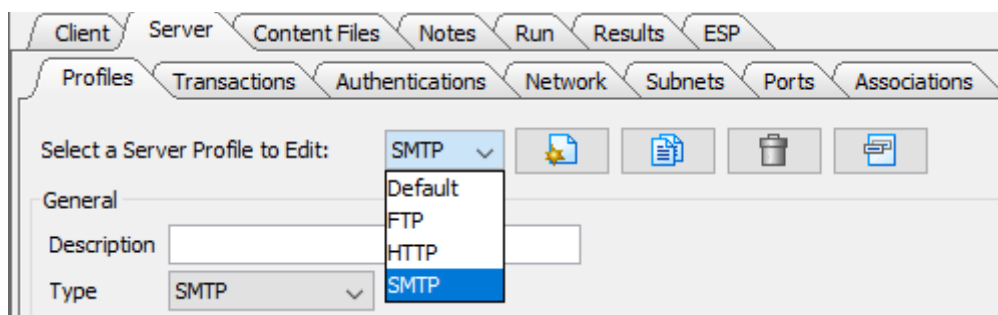 Client Server Content Files Notes Run Results ESP
Profiles Transactions Authentications Network Subnets Ports Associations
Select a Server Profile to Edit: SMTP
Default
General
FTP
Description
HTTP
Type SMTP SMTP